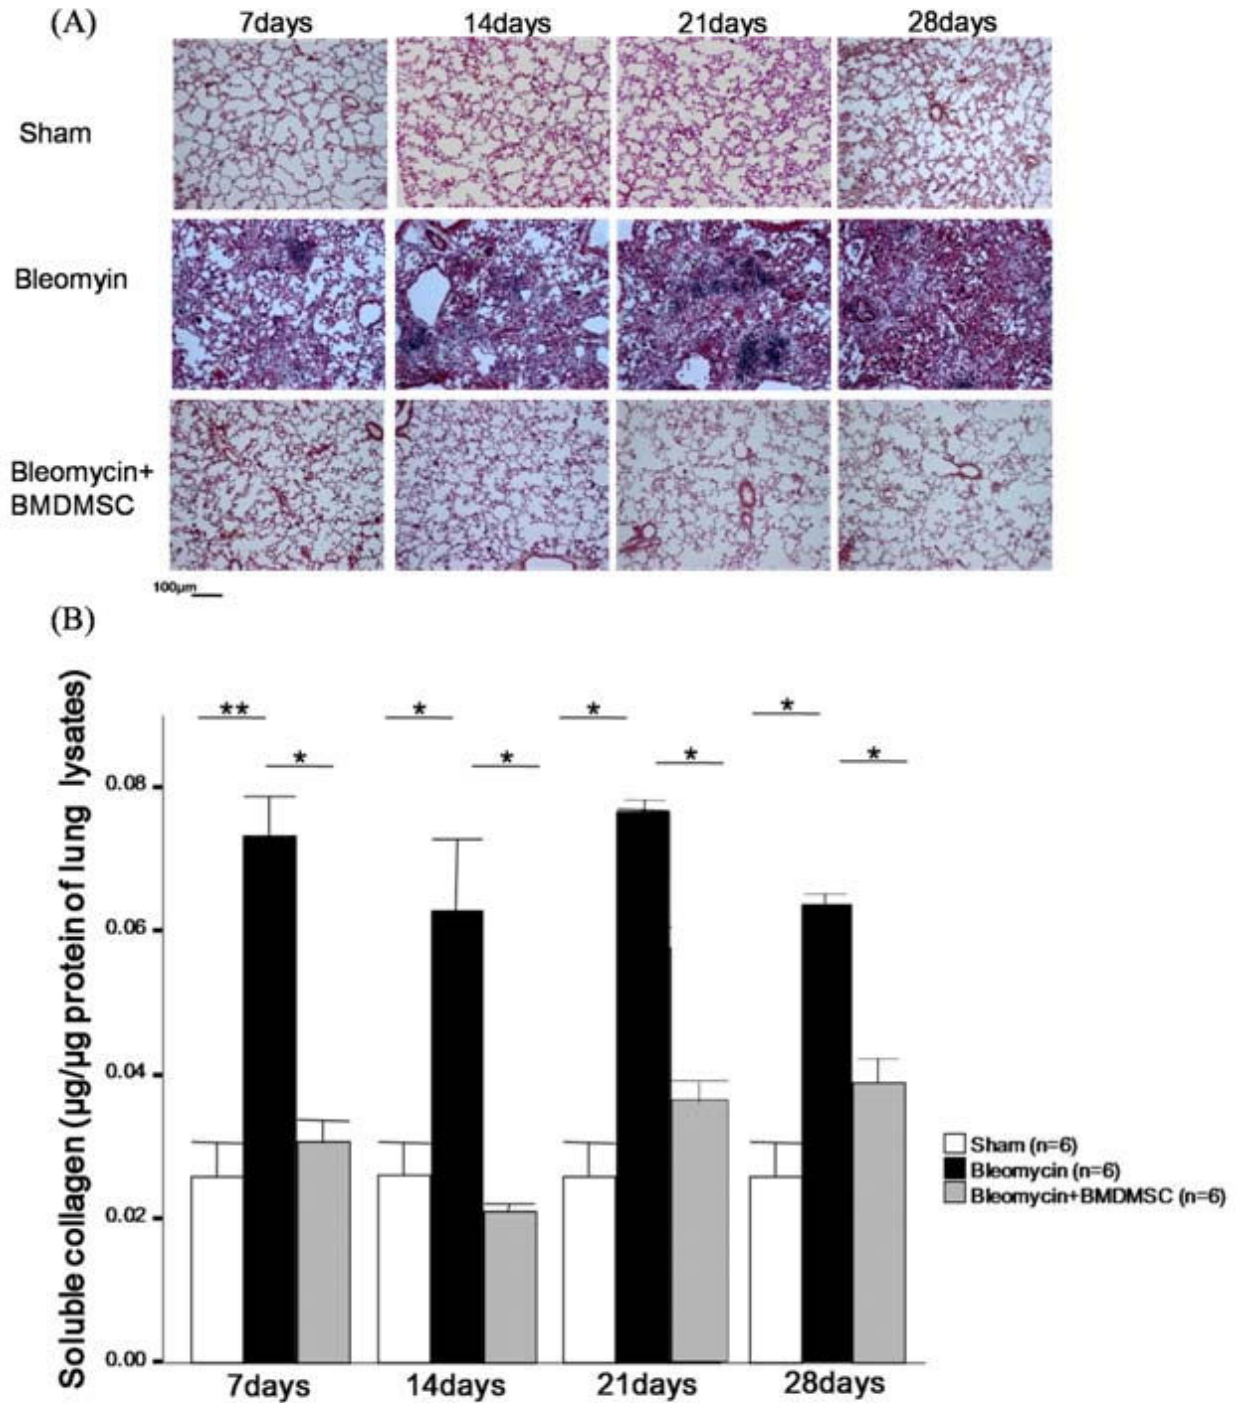 (A)
7days 14days 21days 28days
Sham
Bleomyin
Bleomycin+
BMDMSC
100µm
(B)
Soluble collagen (µg/µg protein of lung lysates)
** * * *
* * * *
0.08
0.06
0.04
0.02
0.00
7days 14days 21days 28days
Sham (n=6)
Bleomycin (n=6)
Bleomycin+BMDMSC (n=6)